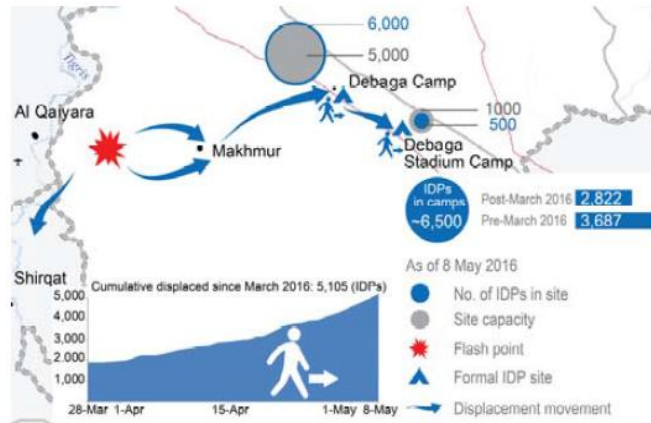 6,000
5,000
Tigris
Debaga Camp
Al Qaiyara
1000
500
Makhmur
Debaga
Stadium Camp
IDPs
in camps
~6,500
Post-March 2016 2,822
Pre-March 2016 3,687
As of 8 May 2016
Shirqat
No. of IDPs in site
Site capacity
Flash point
Formal IDP site
Displacement movement
Cumulative displaced since March 2016: 5,105 (IDPs)
5,000
4,000
3,000
2,000
1,000
28-Mar 1-Apr 15-Apr 1-May 8-May